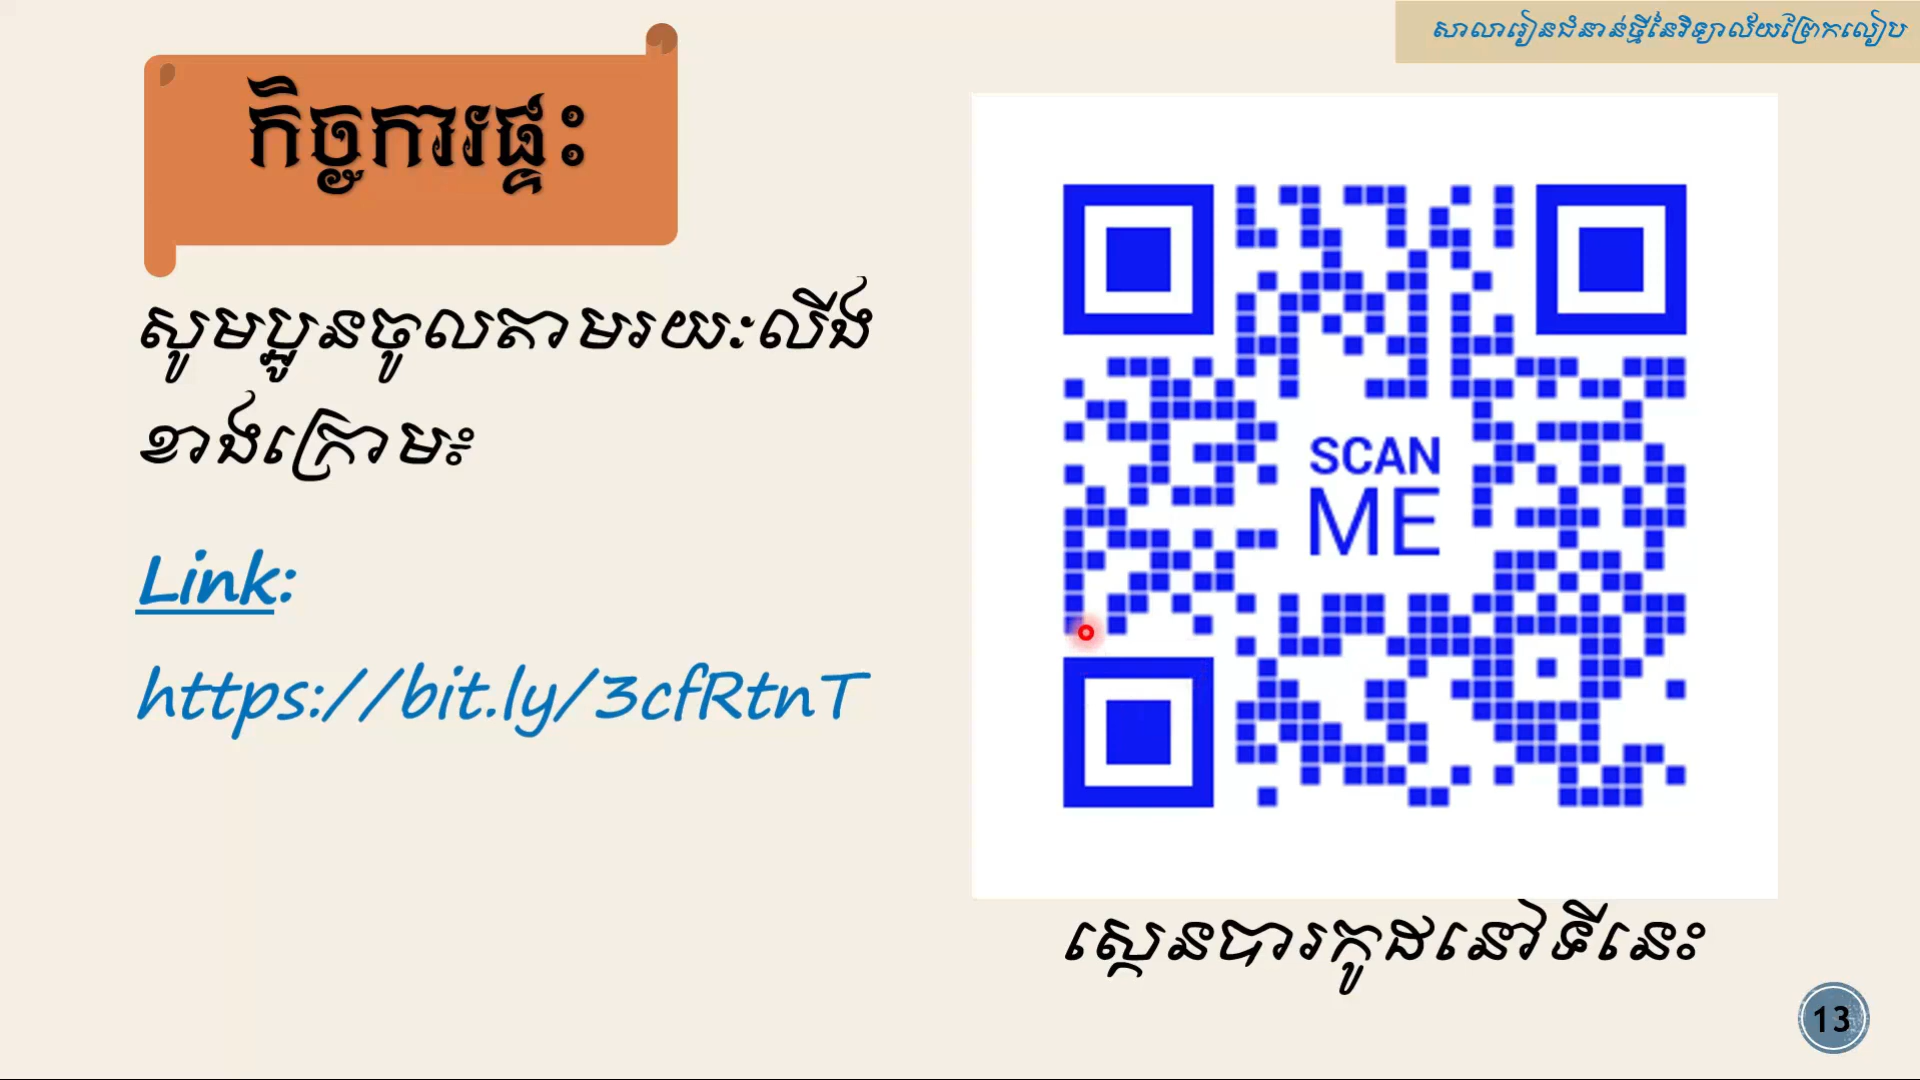 សាលារៀនជំនាន់ថ្មីនៃវិទ្យាល័យព្រែកលៀប
កិច្ចការផ្ទះ
សូមប្អូនចូលតាមរយៈលីង
ខាងក្រោម៖
Link:
https://bit.ly/3cfRtnT
SCAN
ME
ស្កេនបារកូដនៅទីនេះ
13